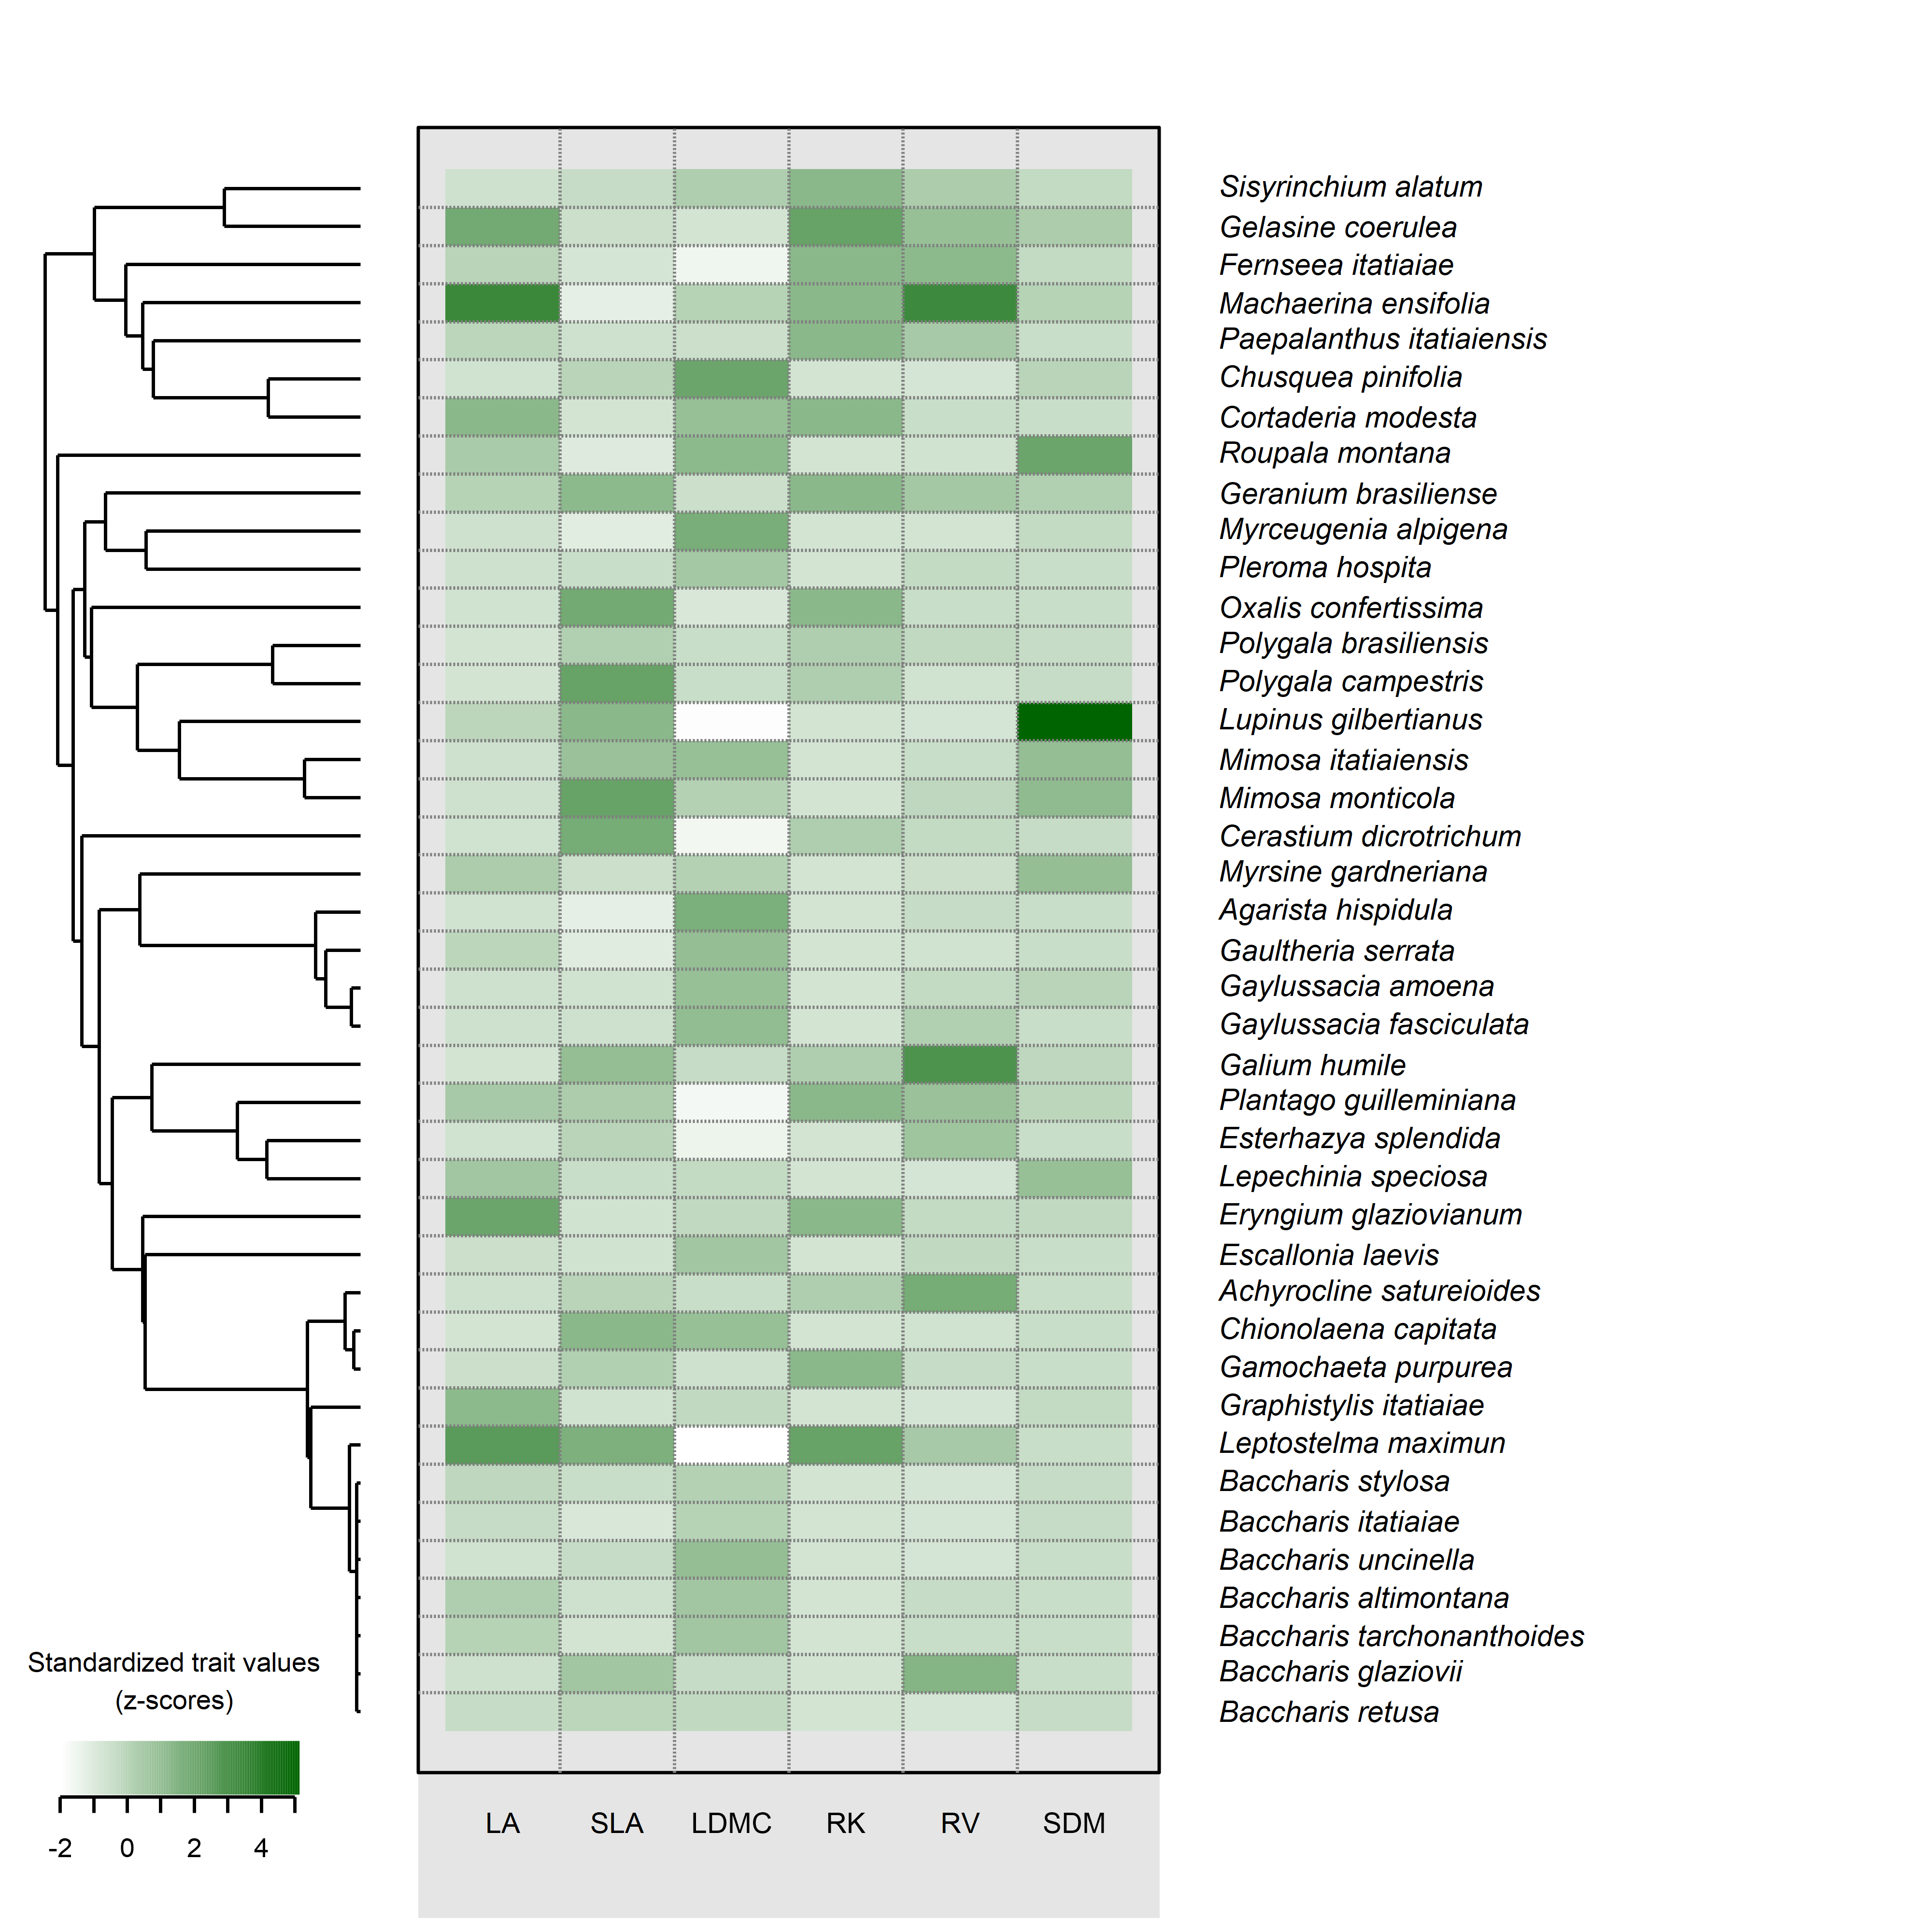 Sisyrinchium alatum
Gelasine coerulea
Fernseea itatiaiae
Machaerina ensifolia
Paepalanthus itatiaiensis
Chusquea pinifolia
Cortaderia modesta
Roupala montana
Geranium brasiliense
Myrceugenia alpigena
Pleroma hospita
Oxalis confertissima
Polygala brasiliensis
Polygala campestris
Lupinus gilbertianus
Mimosa itatiaiensis
Mimosa monticola
Cerastium dicrotrichum
Myrsine gardneriana
Agarista hispidula
Gaultheria serrata
Gaylussacia amoena
Gaylussacia fasciculata
Galium humile
Plantago guilleminiana
Esterhazya splendida
Lepechinia speciosa
Eryngium glaziovianum
Escallonia laevis
Achyrocline satureioides
Chionolaena capitata
Gamochaeta purpurea
Graphistylis itatiaiae
Leptostelma maximun
Baccharis stylosa
Baccharis itatiaiae
Baccharis uncinella
Baccharis altimontana
Baccharis tarchonanthoides
Baccharis glaziovii
Baccharis retusa
Standardized trait values
(z-scores)
-2 0 2 4
LA SLA LDMC RK RV SDM